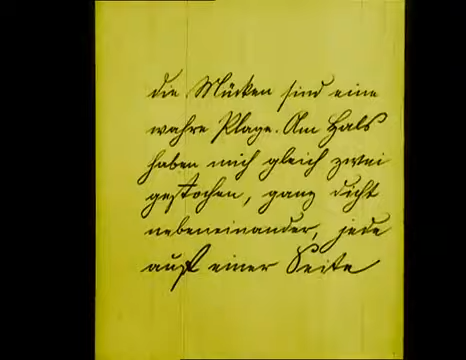 die Mücken sind eine
wahre Plage. Am Hals
haben mich gleich zwei
gestochen, ganz dicht
nebeneinander, jede
auf einer Seite